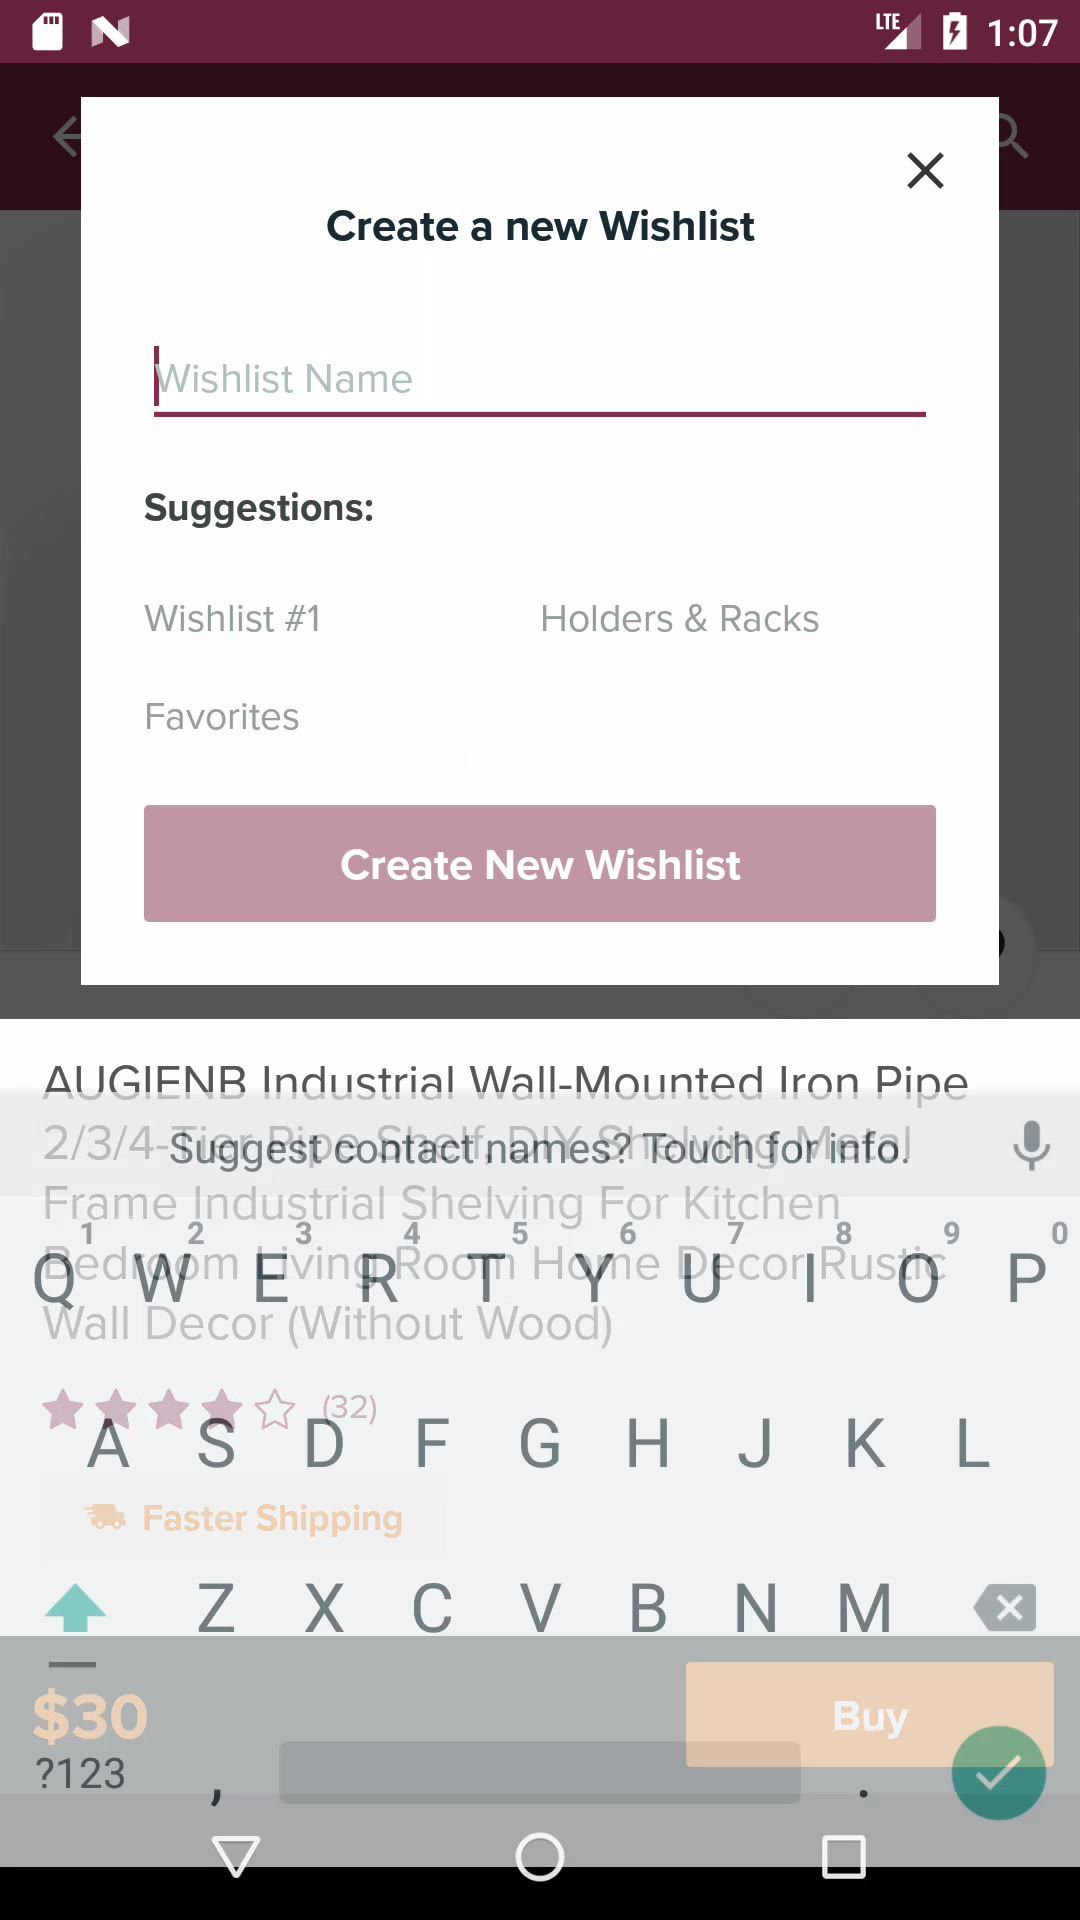 LTE 1:07
Create a new Wishlist
Wishlist Name
Suggestions:
Wishlist #1 Holders & Racks
Favorites
Create New Wishlist
AUGIENB Industrial Wall-Mounted Iron Pipe
2/3/4-Tier Pipe Shelf, DIY Shelving Metal
Suggest contact names? Touch for info.
Frame Industrial Shelving For Kitchen
1 2 3 4 5 6 7 8 9 0
Q W E R T Y U I O P
Bedroom Living Room Home Decor Rustic
Wall Decor (Without Wood)
(32)
A S D F G H J K L
Faster Shipping
Z X C V B N M
$30 Buy
?123 , .